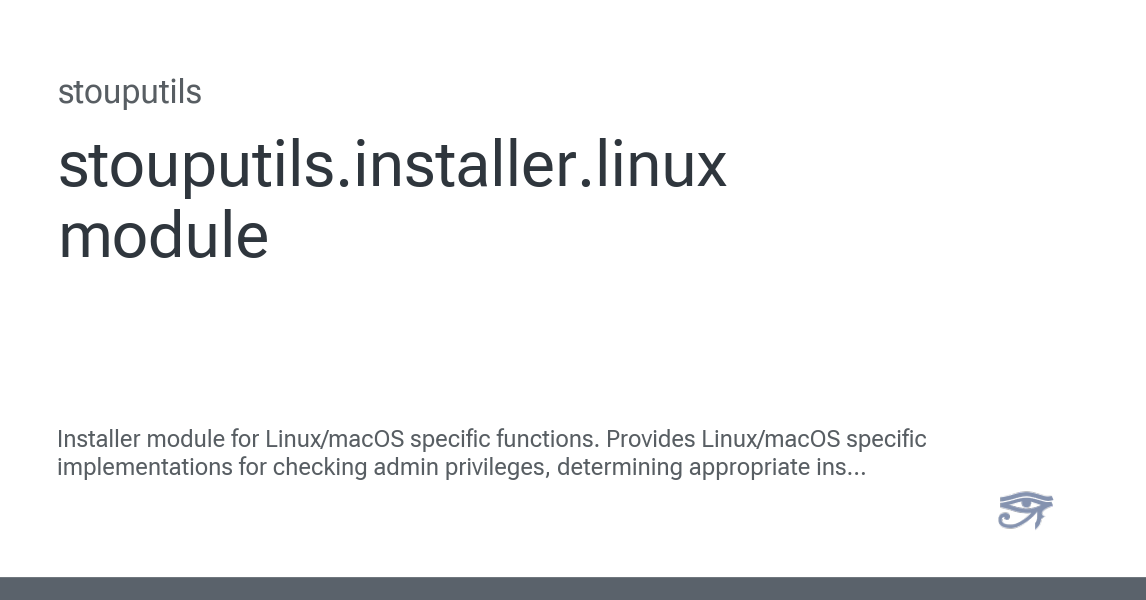 stouputils
stouputils.installer.linux
module
Installer module for Linux/macOS specific functions. Provides Linux/macOS specific
implementations for checking admin privileges, determining appropriate ins...